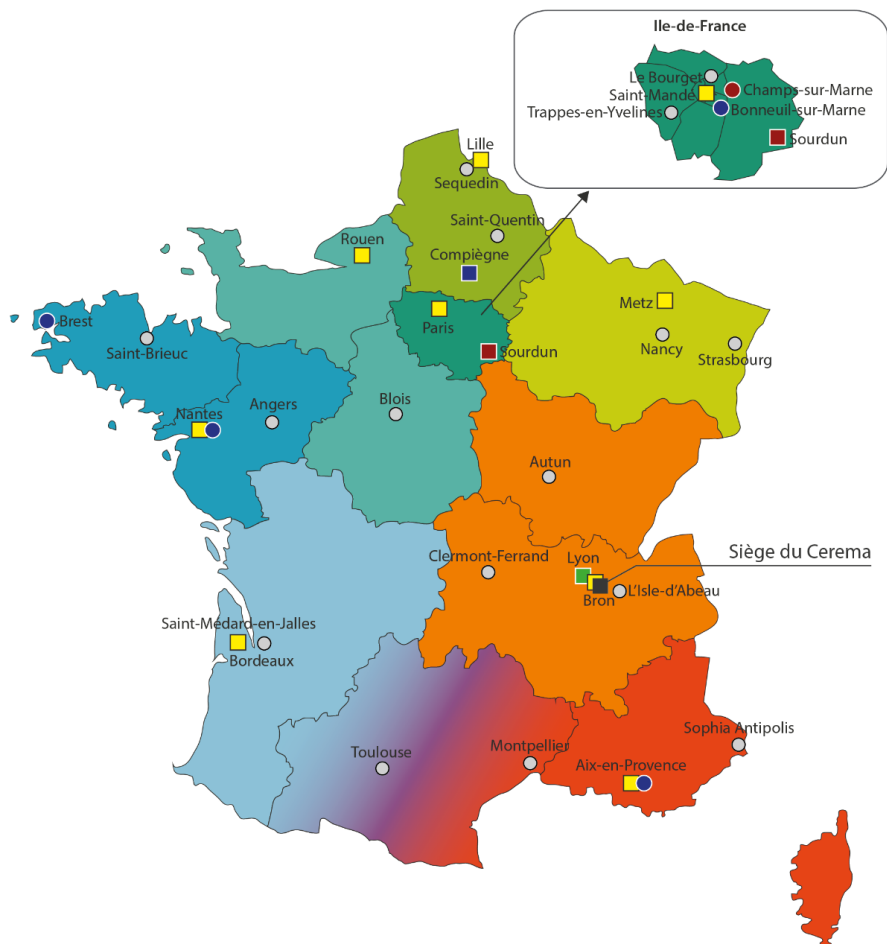 Ile-de-France
Le Bourget
Champs-sur-Marne
Saint-Mandé
Trappes-en-Yvelines
Bonneuil-sur-Marne
Sourdun
Lille
Sequedin
Saint-Quentin
Rouen
Compiègne
Metz
Paris
Brest
Saint-Brieuc
Nancy
Sourdun
Strasbourg
Blois
Angers
Nantes
Autun
Siège du Cerema
Clermont-Ferrand
Lyon
L'Isle-d'Abeau
Bron
Saint-Médard-en-Jalles
Bordeaux
Sophia Antipolis
Toulouse
Montpellier
Aix-en-Provence